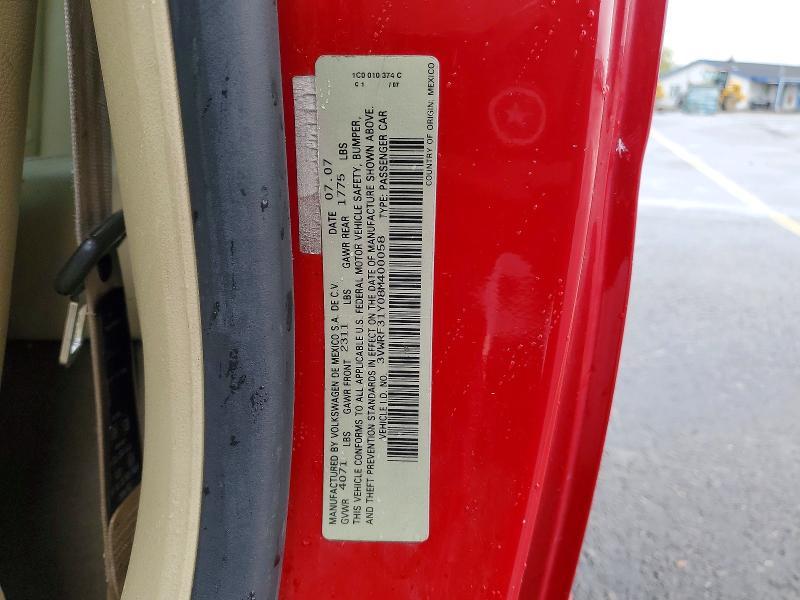 MANUFACTURED BY VOLKSWAGEN DE MEXICO S.A. DE C.V. DATE 07.07
GVWR 4071 LBS GAWR FRONT 2311 LBS GAWR REAR 1775 LBS
THIS VEHICLE CONFORMS TO ALL APPLICABLE U.S. FEDERAL MOTOR VEHICLE SAFETY, BUMPER,
AND THEFT PREVENTION STANDARDS IN EFFECT ON THE DATE OF MANUFACTURE SHOWN ABOVE.
VEHICLE I.D. NO. 3VWRF31Y08M400058 TYPE: PASSENGER CAR
COUNTRY OF ORIGIN: MEXICO
1C0 010 374 C
C 1 / 07